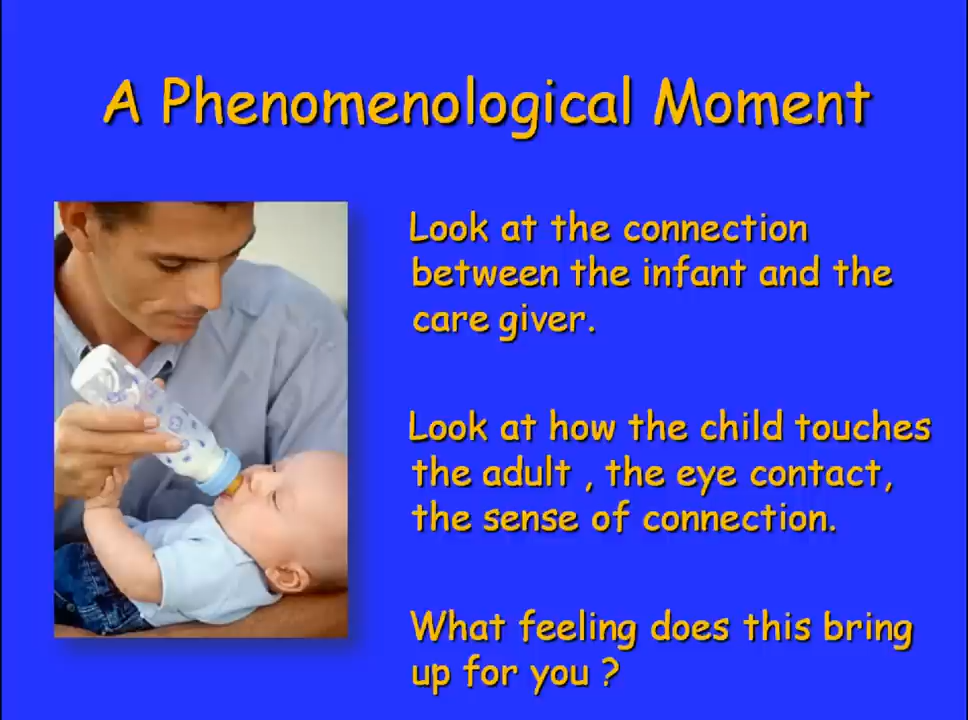 A Phenomenological Moment
Look at the connection
between the infant and the
care giver.
Look at how the child touches
the adult , the eye contact,
the sense of connection.
What feeling does this bring
up for you ?